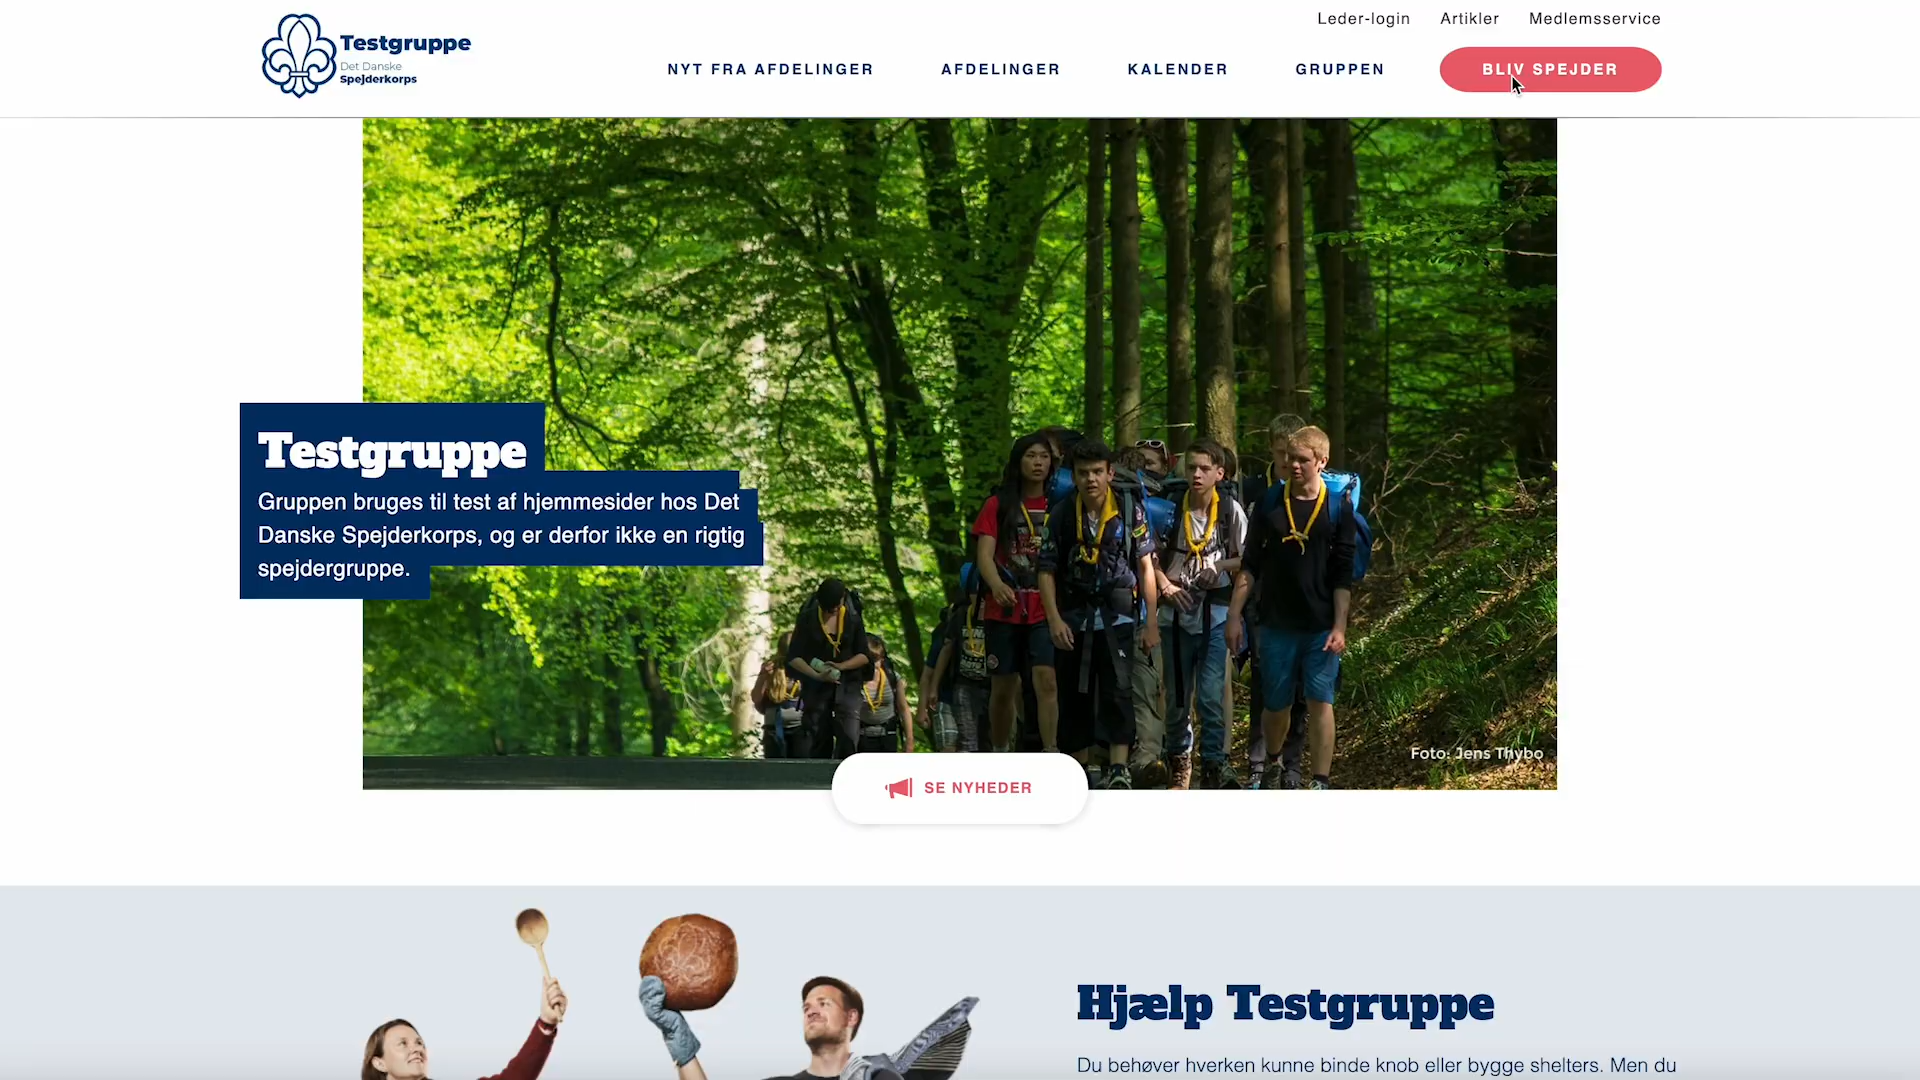 Leder-login Artikler Medlemsservice
Testgruppe
Det Danske
Spejderkorps
NYT FRA AFDELINGER AFDELINGER KALENDER GRUPPEN BLIV SPEJDER
Testgruppe
Gruppen bruges til test af hjemmesider hos Det
Danske Spejderkorps, og er derfor ikke en rigtig
spejdergruppe.
Foto: Jens Thybo
SE NYHEDER
Hjælp Testgruppe
Du behøver hverken kunne binde knob eller bygge shelters. Men du